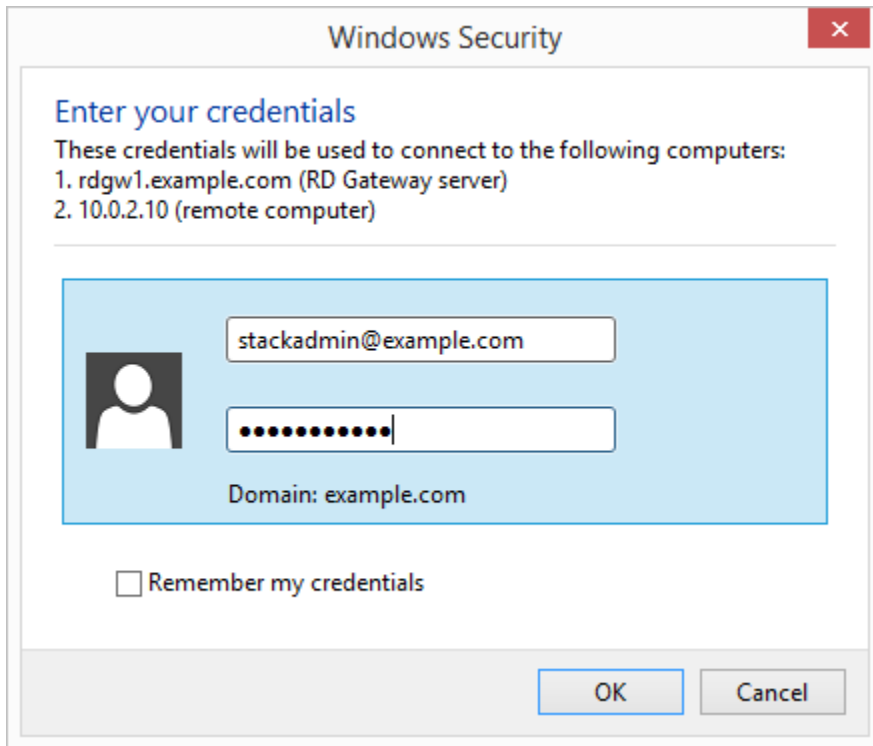 Windows Security
Enter your credentials
These credentials will be used to connect to the following computers:
1. rdgw1.example.com (RD Gateway server)
2. 10.0.2.10 (remote computer)
stackadmin@example.com
●●●●●●●●●●●
Domain: example.com
Remember my credentials
OK
Cancel